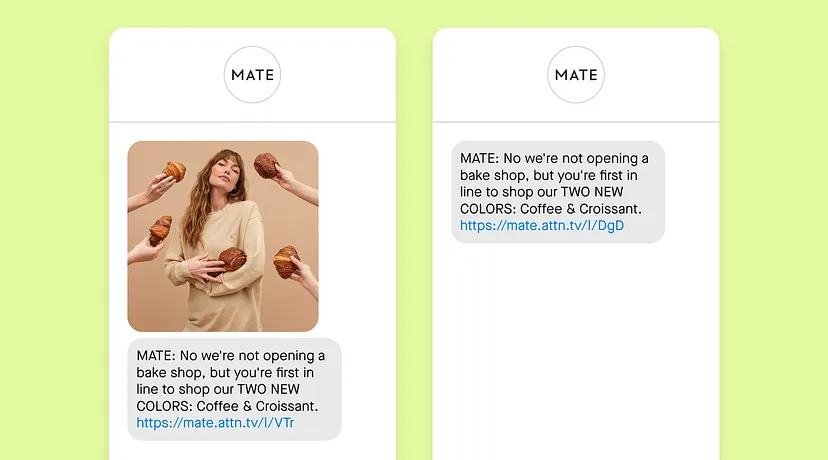 MATE
MATE: No we're not opening a
bake shop, but you're first in
line to shop our TWO NEW
COLORS: Coffee & Croissant.
https://mate.attn.tv/l/VTr
MATE
MATE: No we're not opening a
bake shop, but you're first in
line to shop our TWO NEW
COLORS: Coffee & Croissant.
https://mate.attn.tv/l/DgD